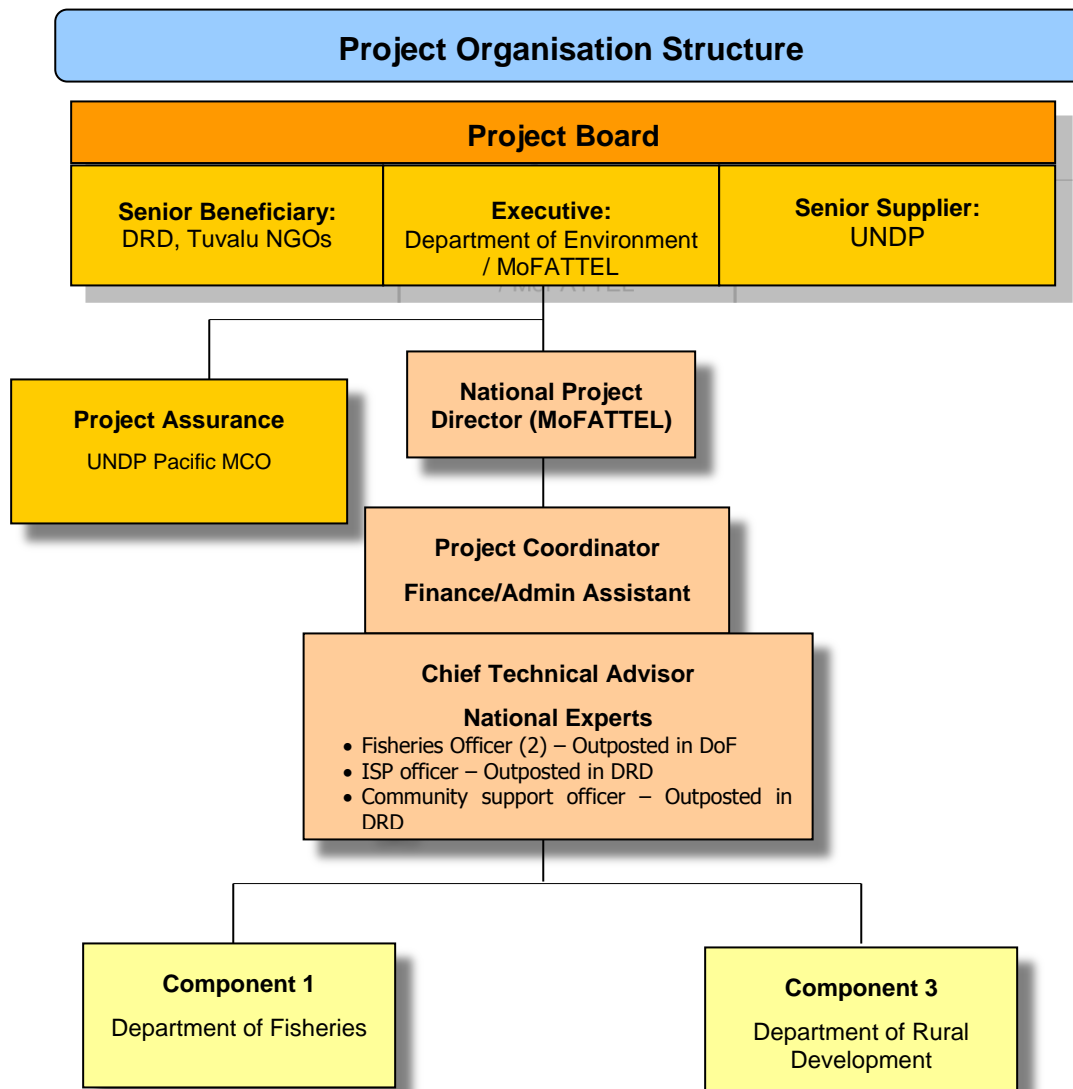 Project Organisation Structure
Project Board
Senior Beneficiary:
DRD, Tuvalu NGOs
Executive:
Department of Environment
/ MoFATTEL
Senior Supplier:
UNDP
/ MoFATTEL
Project Assurance
UNDP Pacific MCO
National Project
Director (MoFATTEL)
Project Coordinator
Finance/Admin Assistant
Chief Technical Advisor
National Experts
• Fisheries Officer (2) – Outposted in DoF
• ISP officer – Outposted in DRD
• Community support officer – Outposted in
DRD
Component 1
Department of Fisheries
Component 3
Department of Rural
Development